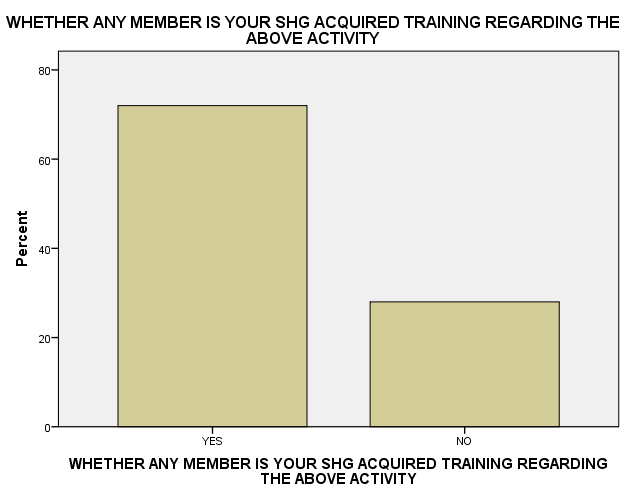 WHETHER ANY MEMBER IS YOUR SHG ACQUIRED TRAINING REGARDING THE
ABOVE ACTIVITY
80
60
40
20
0
Percent
YES NO
WHETHER ANY MEMBER IS YOUR SHG ACQUIRED TRAINING REGARDING
THE ABOVE ACTIVITY